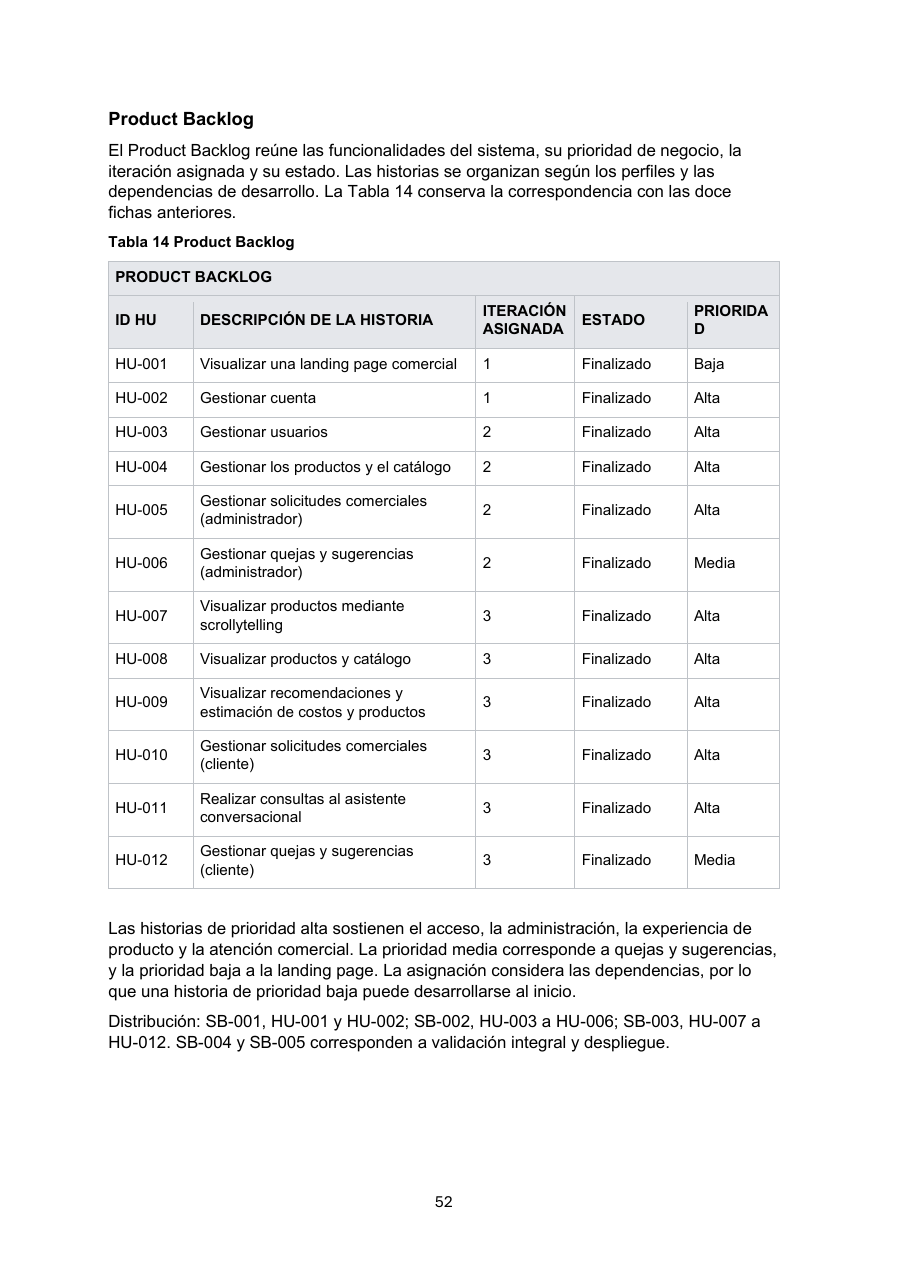 Product Backlog
El Product Backlog reúne las funcionalidades del sistema, su prioridad de negocio, la
iteración asignada y su estado. Las historias se organizan según los perfiles y las
dependencias de desarrollo. La Tabla 14 conserva la correspondencia con las doce
fichas anteriores.
Tabla 14 Product Backlog
PRODUCT BACKLOG
ID HU DESCRIPCIÓN DE LA HISTORIA ITERACIÓN ASIGNADA ESTADO PRIORIDA D
HU-001 Visualizar una landing page comercial 1 Finalizado Baja
HU-002 Gestionar cuenta 1 Finalizado Alta
HU-003 Gestionar usuarios 2 Finalizado Alta
HU-004 Gestionar los productos y el catálogo 2 Finalizado Alta
HU-005 Gestionar solicitudes comerciales (administrador) 2 Finalizado Alta
HU-006 Gestionar quejas y sugerencias (administrador) 2 Finalizado Media
HU-007 Visualizar productos mediante scrollytelling 3 Finalizado Alta
HU-008 Visualizar productos y catálogo 3 Finalizado Alta
HU-009 Visualizar recomendaciones y estimación de costos y productos 3 Finalizado Alta
HU-010 Gestionar solicitudes comerciales (cliente) 3 Finalizado Alta
HU-011 Realizar consultas al asistente conversacional 3 Finalizado Alta
HU-012 Gestionar quejas y sugerencias (cliente) 3 Finalizado Media
Las historias de prioridad alta sostienen el acceso, la administración, la experiencia de
producto y la atención comercial. La prioridad media corresponde a quejas y sugerencias,
y la prioridad baja a la landing page. La asignación considera las dependencias, por lo
que una historia de prioridad baja puede desarrollarse al inicio.
Distribución: SB-001, HU-001 y HU-002; SB-002, HU-003 a HU-006; SB-003, HU-007 a
HU-012. SB-004 y SB-005 corresponden a validación integral y despliegue.
52